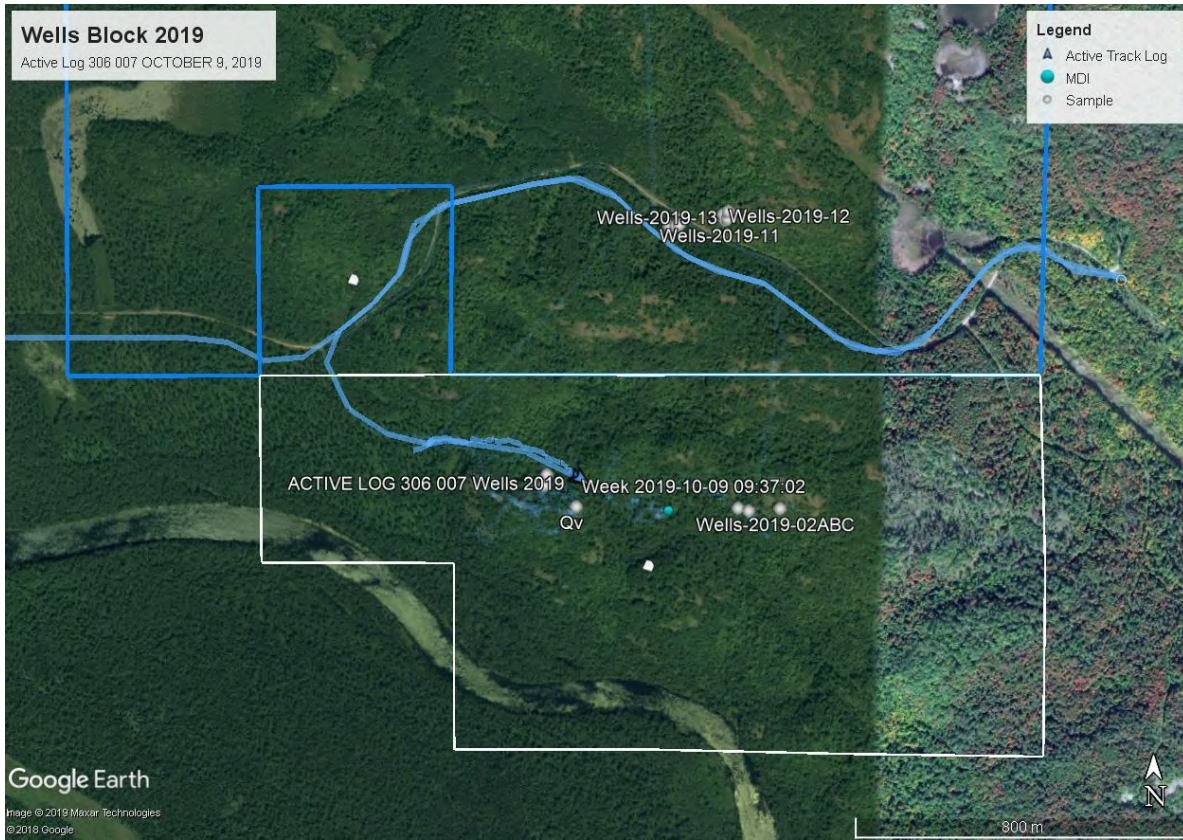 Wells Block 2019
Active Log 306 007 OCTOBER 9, 2019
Legend
Active Track Log
MDI
Sample
Wells-2019-13
Wells-2019-12
Wells-2019-11
ACTIVE LOG 306 007 Wells 2019
Week 2019-10-09 09:37:02
Qv
Wells-2019-02ABC
Google Earth
Image © 2019 Maxar Technologies
© 2018 Google
800 m
N